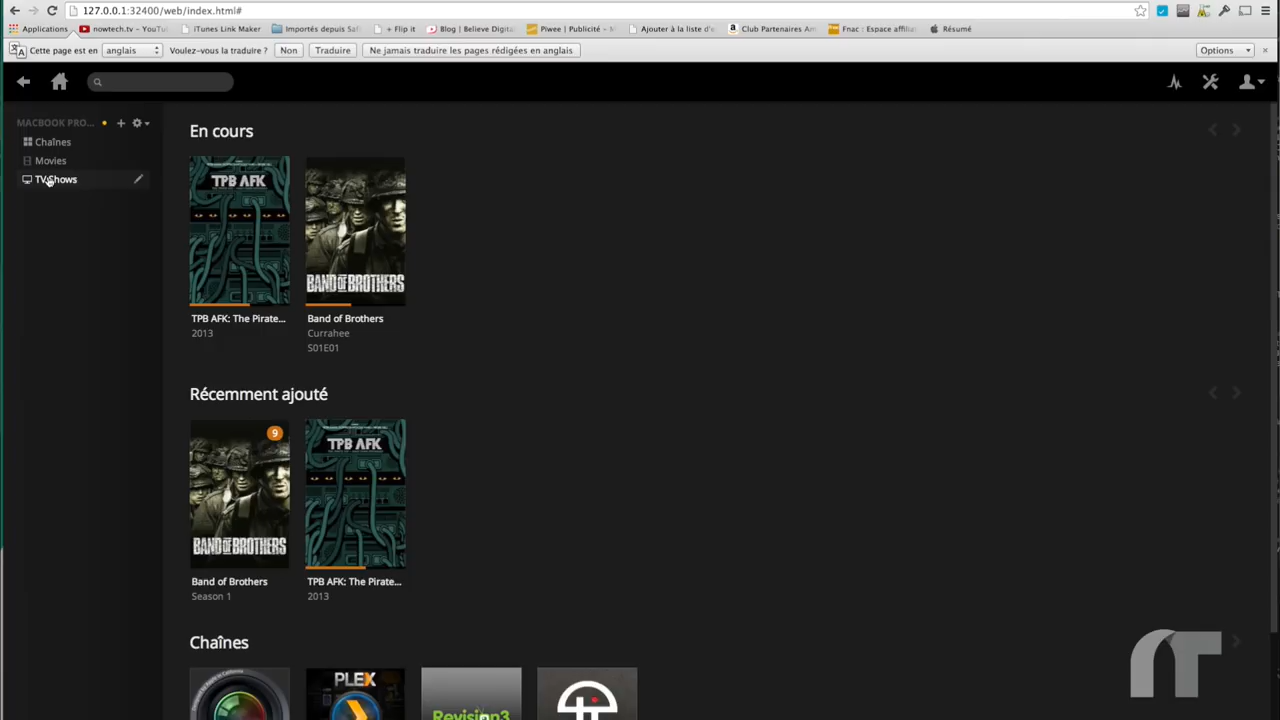 127.0.0.1:32400/web/index.html#
Applications nowtech.tv – YouTu iTunes Link Maker Importés depuis Saf + Flip it Blog | Believe Digita Piwee | Publicité • Ajouter à la liste d'e Club Partenaires Am Fnac : Espace affilia Résumé
Cette page est en anglais Voulez-vous la traduire ? Non Traduire Ne jamais traduire les pages rédigées en anglais Options
MACBOOK PRO...
Chaînes
Movies
TV Shows
En cours
TPB AFK
BAND OF BROTHERS
TPB AFK: The Pirate...
2013
Band of Brothers
Currahee
S01E01
Récemment ajouté
9
TPB AFK
BAND OF BROTHERS
Band of Brothers
Season 1
TPB AFK: The Pirate...
2013
Chaînes
PLEX
Revision3